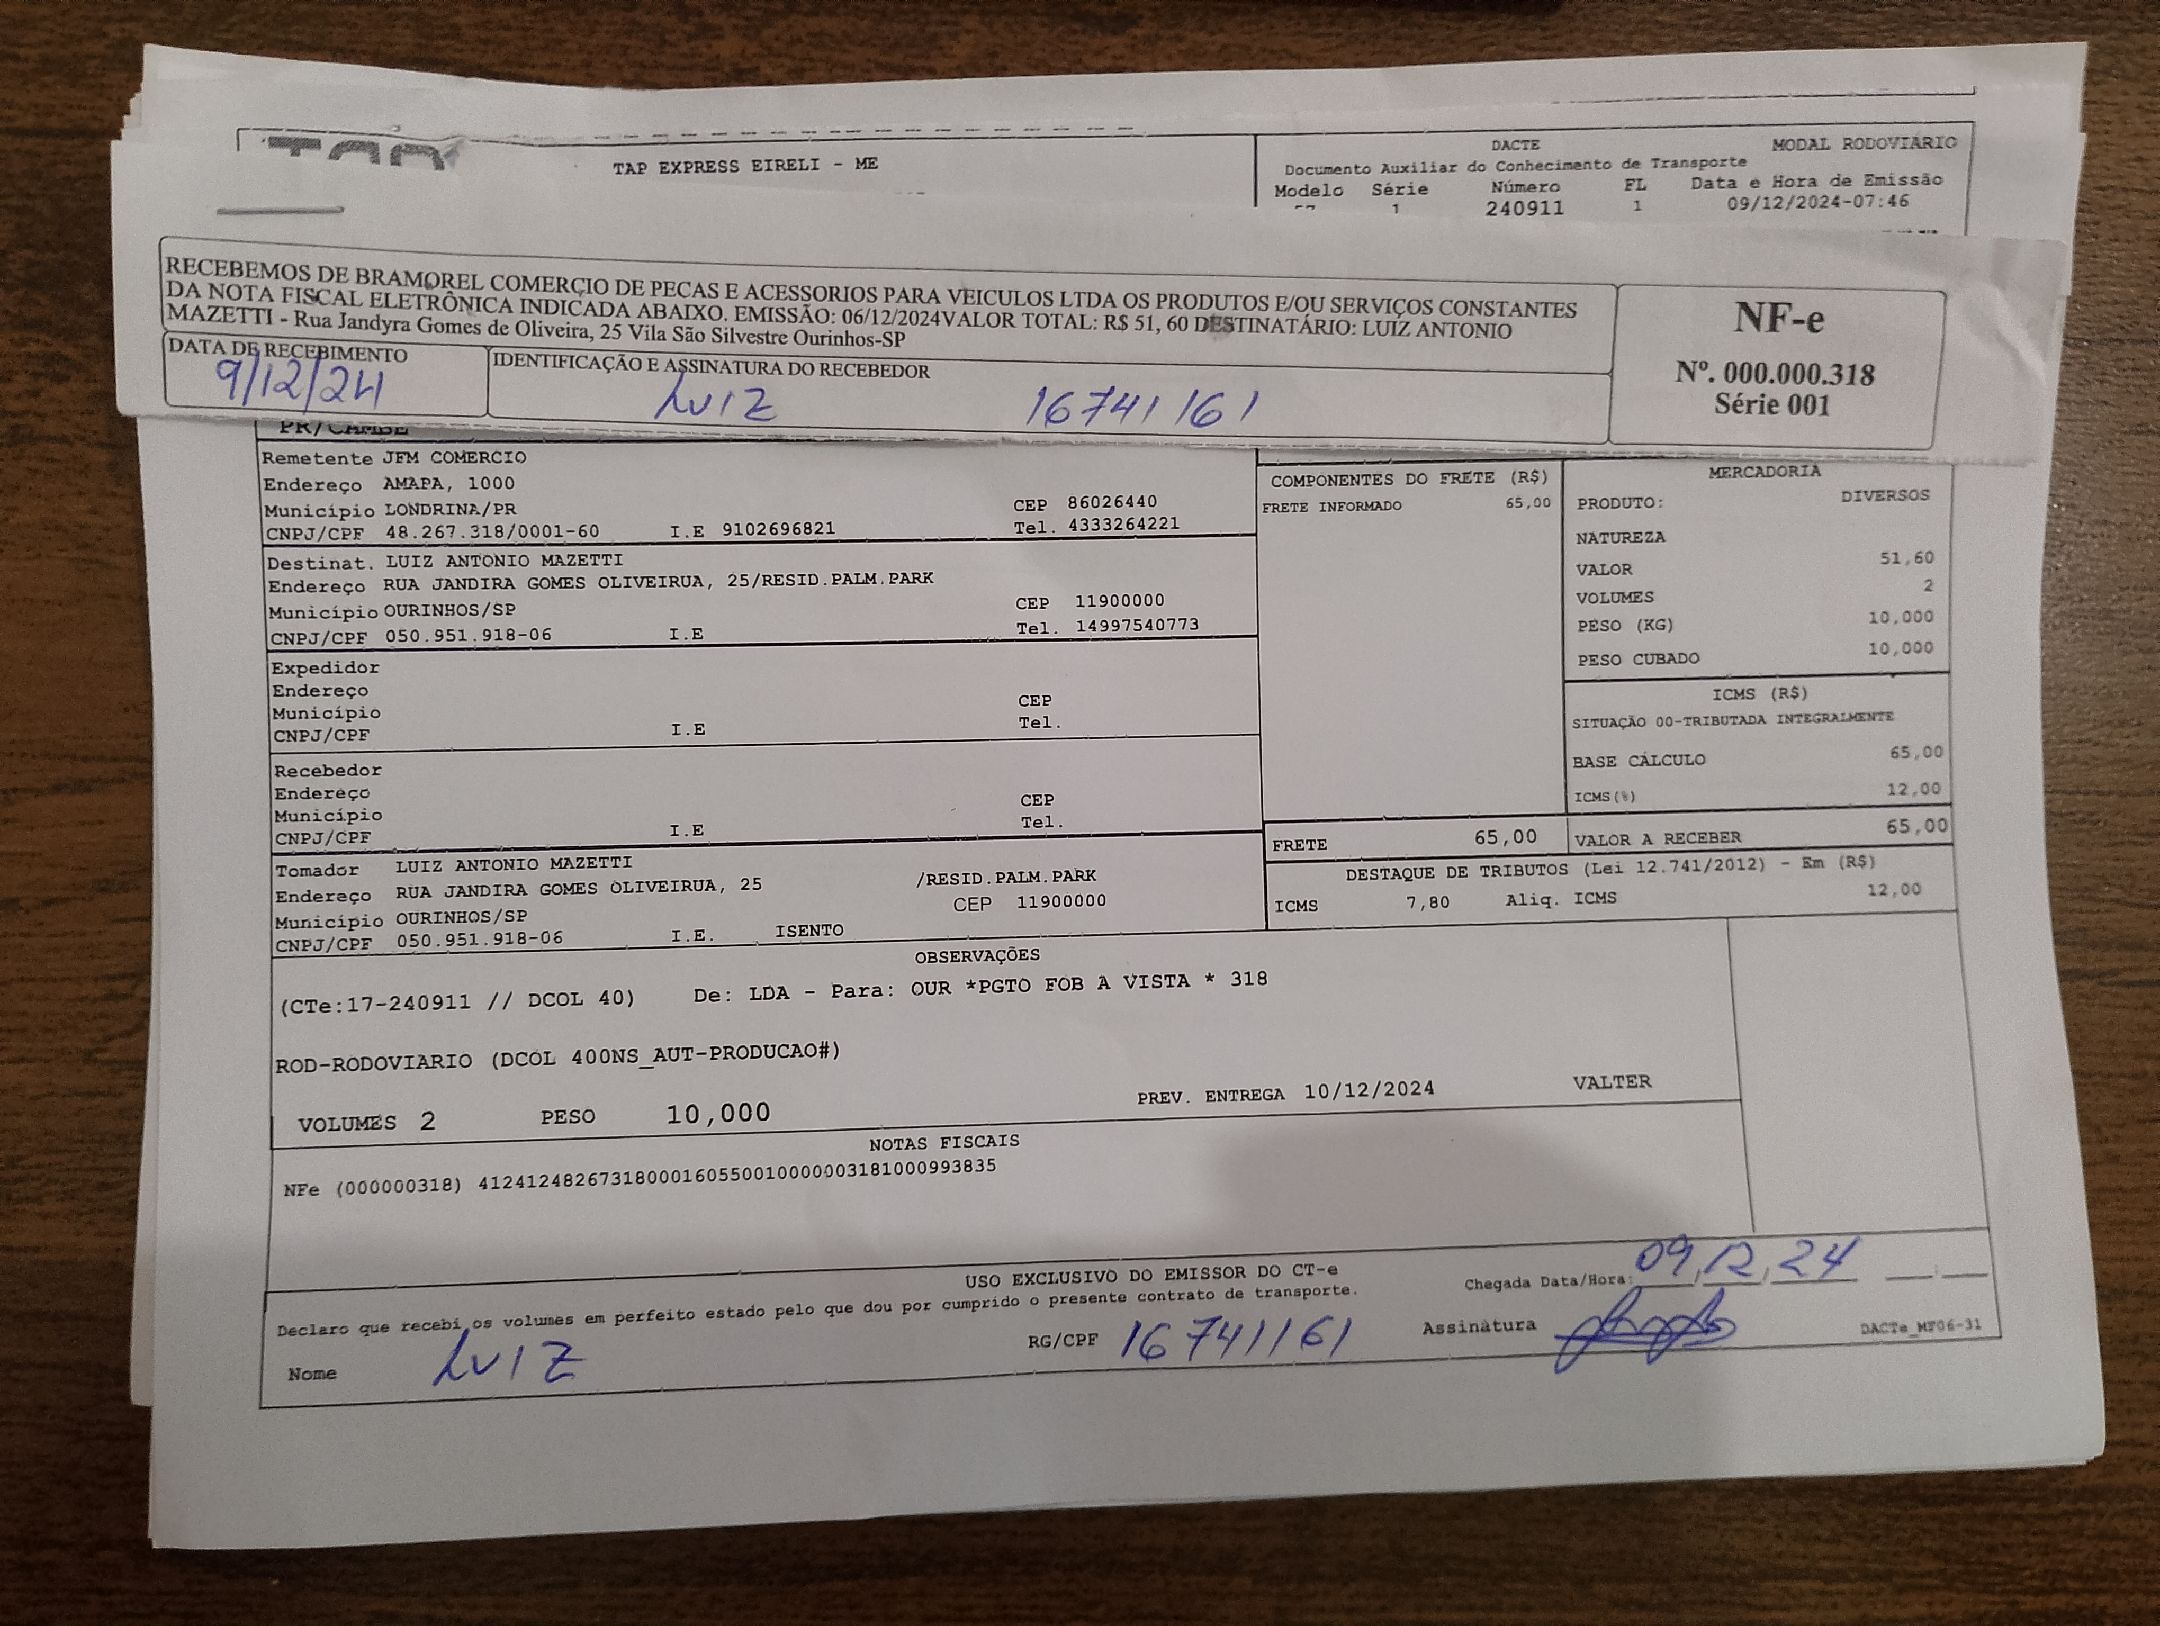 TAP EXPRESS EIRELI - ME
DACTE
MODAL RODOVIÁRIO
Documento Auxiliar do Conhecimento de Transporte
Modelo Série Número FL Data e Hora de Emissão
1 240911 1 09/12/2024-07:46
RECEBEMOS DE BRAMOREL COMERCIO DE PECAS E ACESSORIOS PARA VEICULOS LTDA OS PRODUTOS E/OU SERVIÇOS CONSTANTES
DA NOTA FISCAL ELETRÔNICA INDICADA ABAIXO. EMISSÃO: 06/12/2024VALOR TOTAL: R$ 51, 60 DESTINATÁRIO: LUIZ ANTONIO
MAZETTI - Rua Jandyra Gomes de Oliveira, 25 Vila São Silvestre Ourinhos-SP
DATA DE RECEBIMENTO
9/12/24
IDENTIFICAÇÃO E ASSINATURA DO RECEBEDOR
LUIZ 16741161
NF-e
Nº. 000.000.318
Série 001
PR/CAMBE
Remetente JFM COMERCIO
Endereço AMAPA, 1000
Município LONDRINA/PR CEP 86026440
CNPJ/CPF 48.267.318/0001-60 I.E 9102696821 Tel. 4333264221
Destinat. LUIZ ANTONIO MAZETTI
Endereço RUA JANDIRA GOMES OLIVEIRUA, 25/RESID.PALM.PARK
Município OURINHOS/SP CEP 11900000
CNPJ/CPF 050.951.918-06 I.E Tel. 14997540773
Expedidor
Endereço
Município CEP
CNPJ/CPF I.E Tel.
Recebedor
Endereço
Município CEP
CNPJ/CPF I.E Tel.
Tomador LUIZ ANTONIO MAZETTI
Endereço RUA JANDIRA GOMES OLIVEIRUA, 25 /RESID.PALM.PARK
Município OURINHOS/SP CEP 11900000
CNPJ/CPF 050.951.918-06 I.E. ISENTO
COMPONENTES DO FRETE (R$)
FRETE INFORMADO 65,00
MERCADORIA
PRODUTO: DIVERSOS
NATUREZA
VALOR 51,60
VOLUMES 2
PESO (KG) 10,000
PESO CUBADO 10,000
ICMS (R$)
SITUAÇÃO 00-TRIBUTADA INTEGRALMENTE
BASE CÁLCULO 65,00
ICMS(%) 12,00
FRETE 65,00 VALOR A RECEBER 65,00
DESTAQUE DE TRIBUTOS (Lei 12.741/2012) - Em (R$)
ICMS 7,80 Aliq. ICMS 12,00
OBSERVAÇÕES
(CTe:17-240911 // DCOL 40) De: LDA - Para: OUR *PGTO FOB A VISTA * 318
ROD-RODOVIARIO (DCOL 400NS_AUT-PRODUCAO#)
VOLUMES 2 PESO 10,000 PREV. ENTREGA 10/12/2024 VALTER
NOTAS FISCAIS
NFe (000000318) 41241248267318000160550010000003181000993835
USO EXCLUSIVO DO EMISSOR DO CT-e
Declaro que recebi os volumes em perfeito estado pelo que dou por cumprido o presente contrato de transporte.
Chegada Data/Hora: 09,12,24
Nome LUIZ RG/CPF 16741161 Assinatura
DACTe_MF06-31